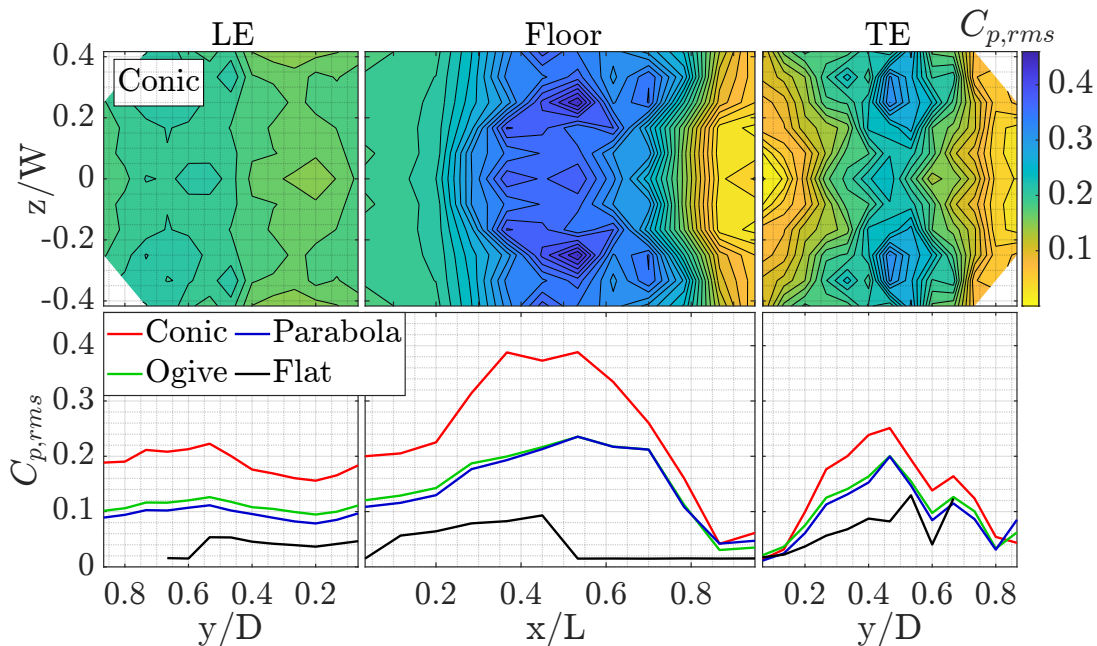 LE Floor TE C_{p,rms}
Conic
z/W
0.4
0.2
0
-0.2
-0.4
0.4
0.3
0.2
0.1
Conic Parabola
Ogive Flat
C_{p,rms}
0.4
0.3
0.2
0.1
0
0.8 0.6 0.4 0.2
0.2 0.4 0.6 0.8
0.2 0.4 0.6 0.8
y/D x/L y/D